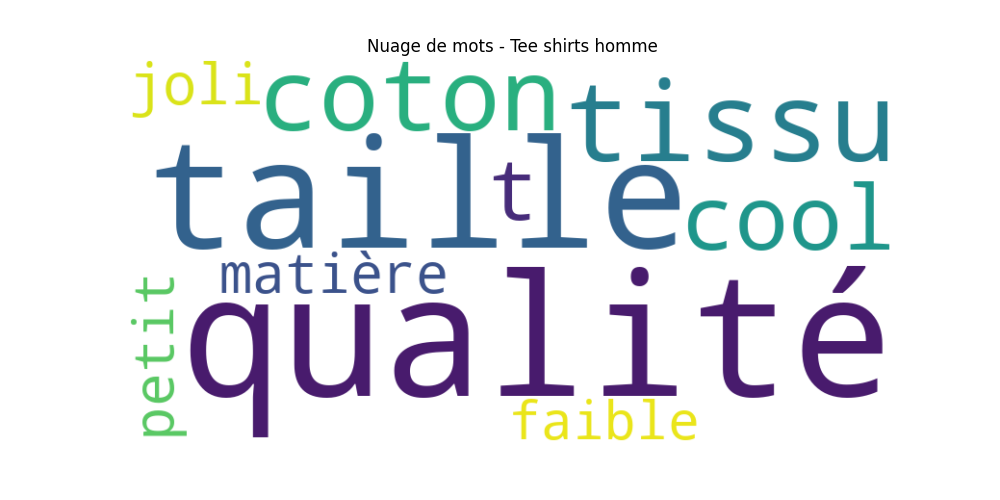 Nuage de mots - Tee shirts homme
joli
coton
tissu
taille
t
cool
matière
petit
qualité
faible